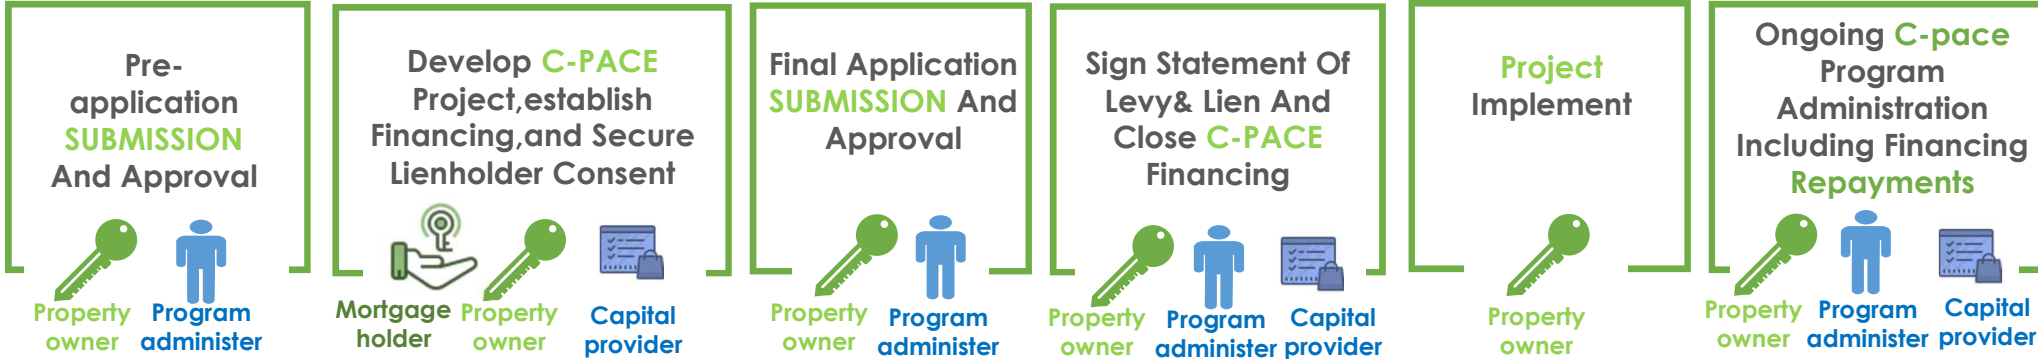 Pre-
application
SUBMISSION
And Approval
Property
owner
Program
administer
Develop C-PACE
Project,establish
Financing,and Secure
Lienholder Consent
Mortgage
holder
Property
owner
Capital
provider
Final Application
SUBMISSION And
Approval
Property
owner
Program
administer
Sign Statement Of
Levy& Lien And
Close C-PACE
Financing
Property
owner
Program
administer
Capital
provider
Project
Implement
Property
owner
Ongoing C-pace
Program
Administration
Including Financing
Repayments
Property
owner
Program
administer
Capital
provider